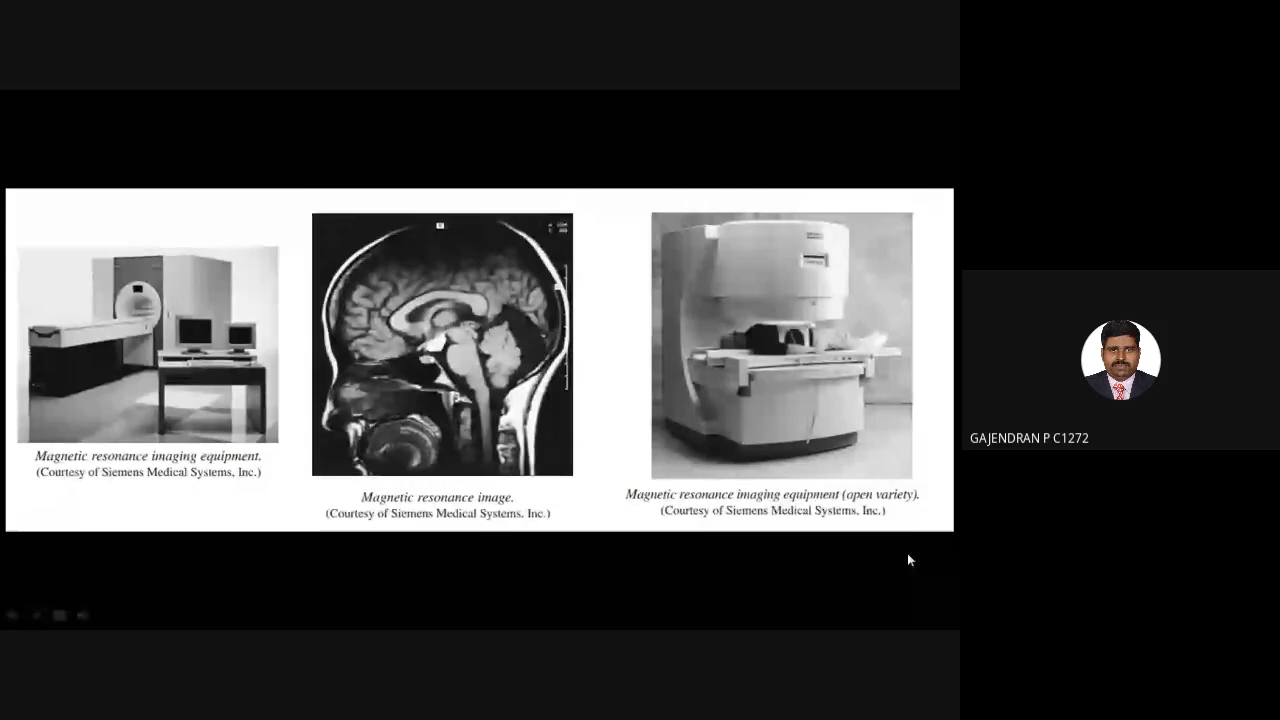 Magnetic resonance imaging equipment.
(Courtesy of Siemens Medical Systems, Inc.)
Magnetic resonance image.
(Courtesy of Siemens Medical Systems, Inc.)
Magnetic resonance imaging equipment (open variety).
(Courtesy of Siemens Medical Systems, Inc.)
GAJENDRAN P C1272